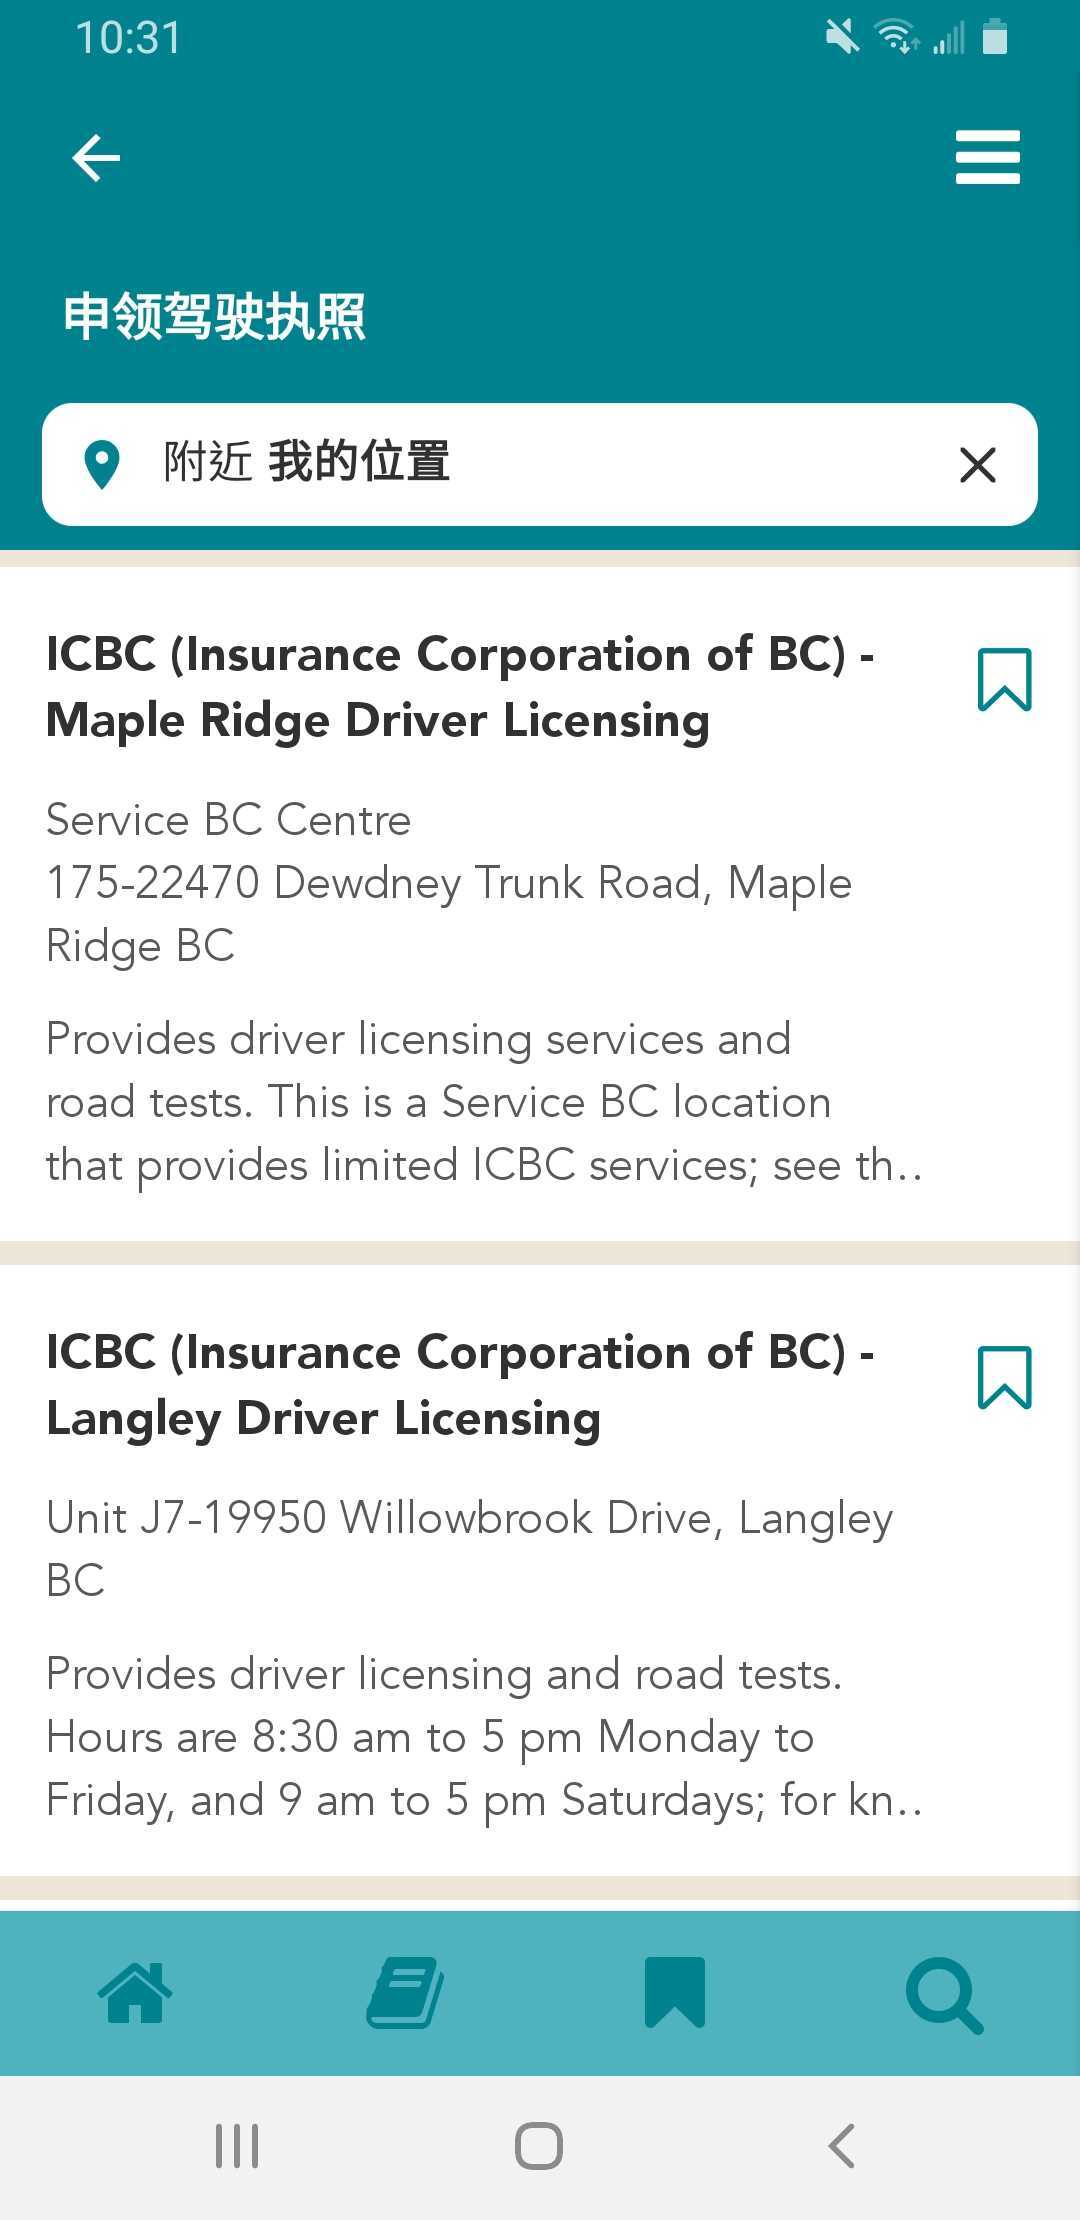 10:31
申领驾驶执照
附近 我的位置
ICBC (Insurance Corporation of BC) -
Maple Ridge Driver Licensing
Service BC Centre
175-22470 Dewdney Trunk Road, Maple
Ridge BC
Provides driver licensing services and
road tests. This is a Service BC location
that provides limited ICBC services; see th..
ICBC (Insurance Corporation of BC) -
Langley Driver Licensing
Unit J7-19950 Willowbrook Drive, Langley
BC
Provides driver licensing and road tests.
Hours are 8:30 am to 5 pm Monday to
Friday, and 9 am to 5 pm Saturdays; for kn..